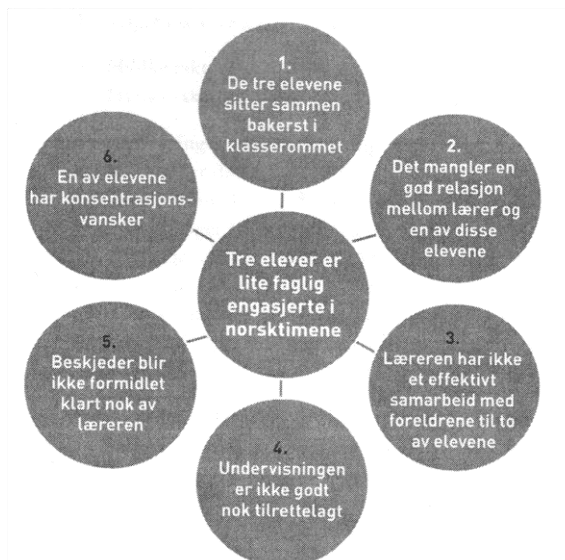 1.
De tre elevene
sitter sammen
bakerst i
klasserommet
2.
Det mangler en
god relasjon
mellom lærer og
en av disse
elevene
3.
Læreren har ikke
et effektivt
samarbeid med
foreldrene til to
av elevene
4.
Undervisningen
er ikke godt
nok tilrettelagt
5.
Beskjeder blir
ikke formidlet
klart nok av
læreren
6.
En av elevene
har konsentrasjons-
vansker
Tre elever er
lite faglig
engasjerte i
norsktimene